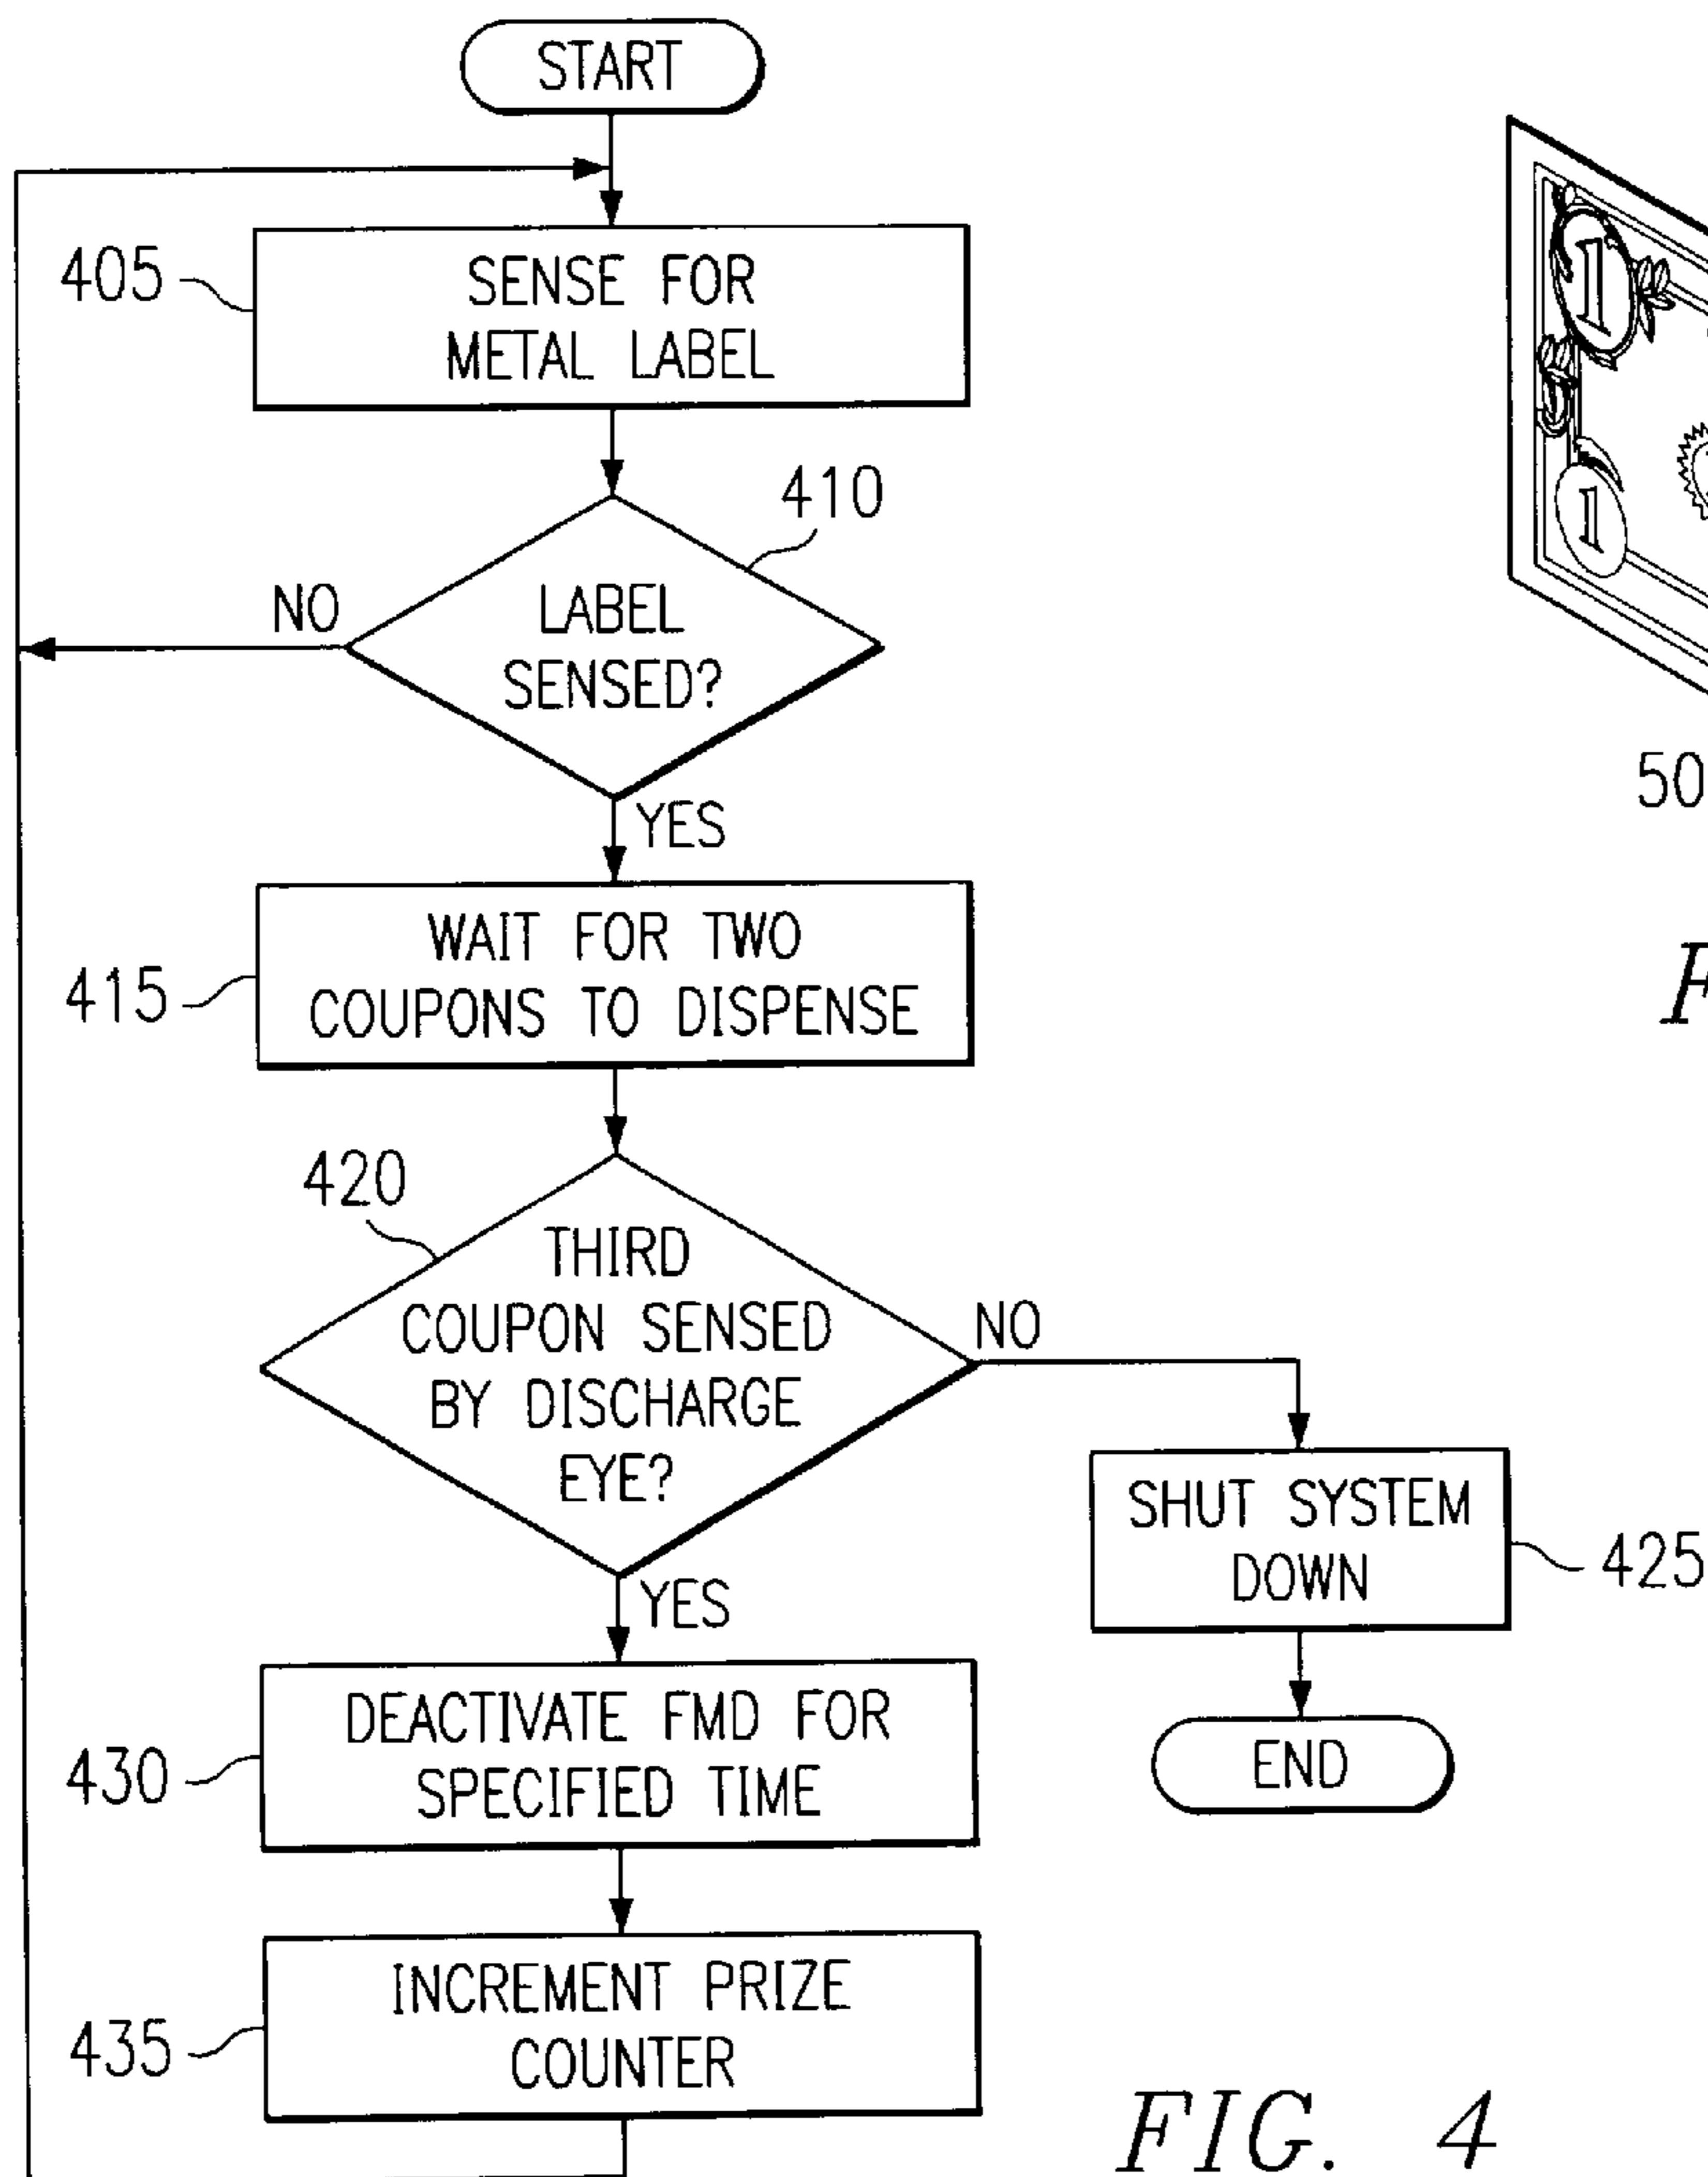 START
405
SENSE FOR
METAL LABEL
410
NO
LABEL
SENSED?
YES
415
WAIT FOR TWO
COUPONS TO DISPENSE
420
THIRD
COUPON SENSED
BY DISCHARGE
EYE?
NO
YES
SHUT SYSTEM
DOWN
425
END
430
DEACTIVATE FMD FOR
SPECIFIED TIME
435
INCREMENT PRIZE
COUNTER
FIG. 4
1
1
50